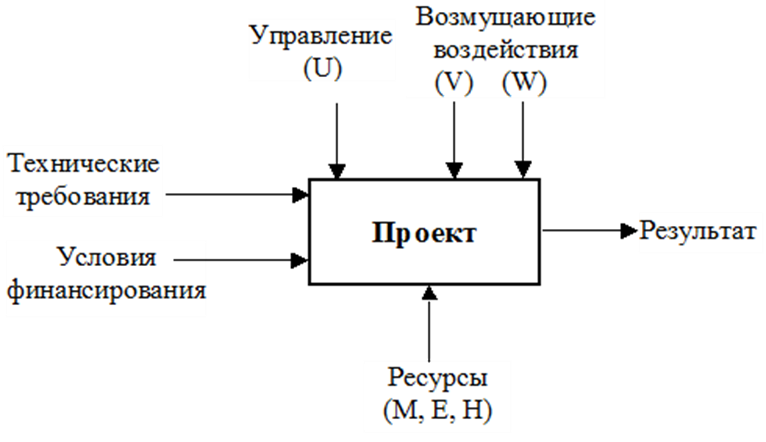 Управление
(U)
Возмущающие
воздействия
(V) (W)
Технические
требования
Проект
Результат
Условия
финансирования
Ресурсы
(M, E, H)